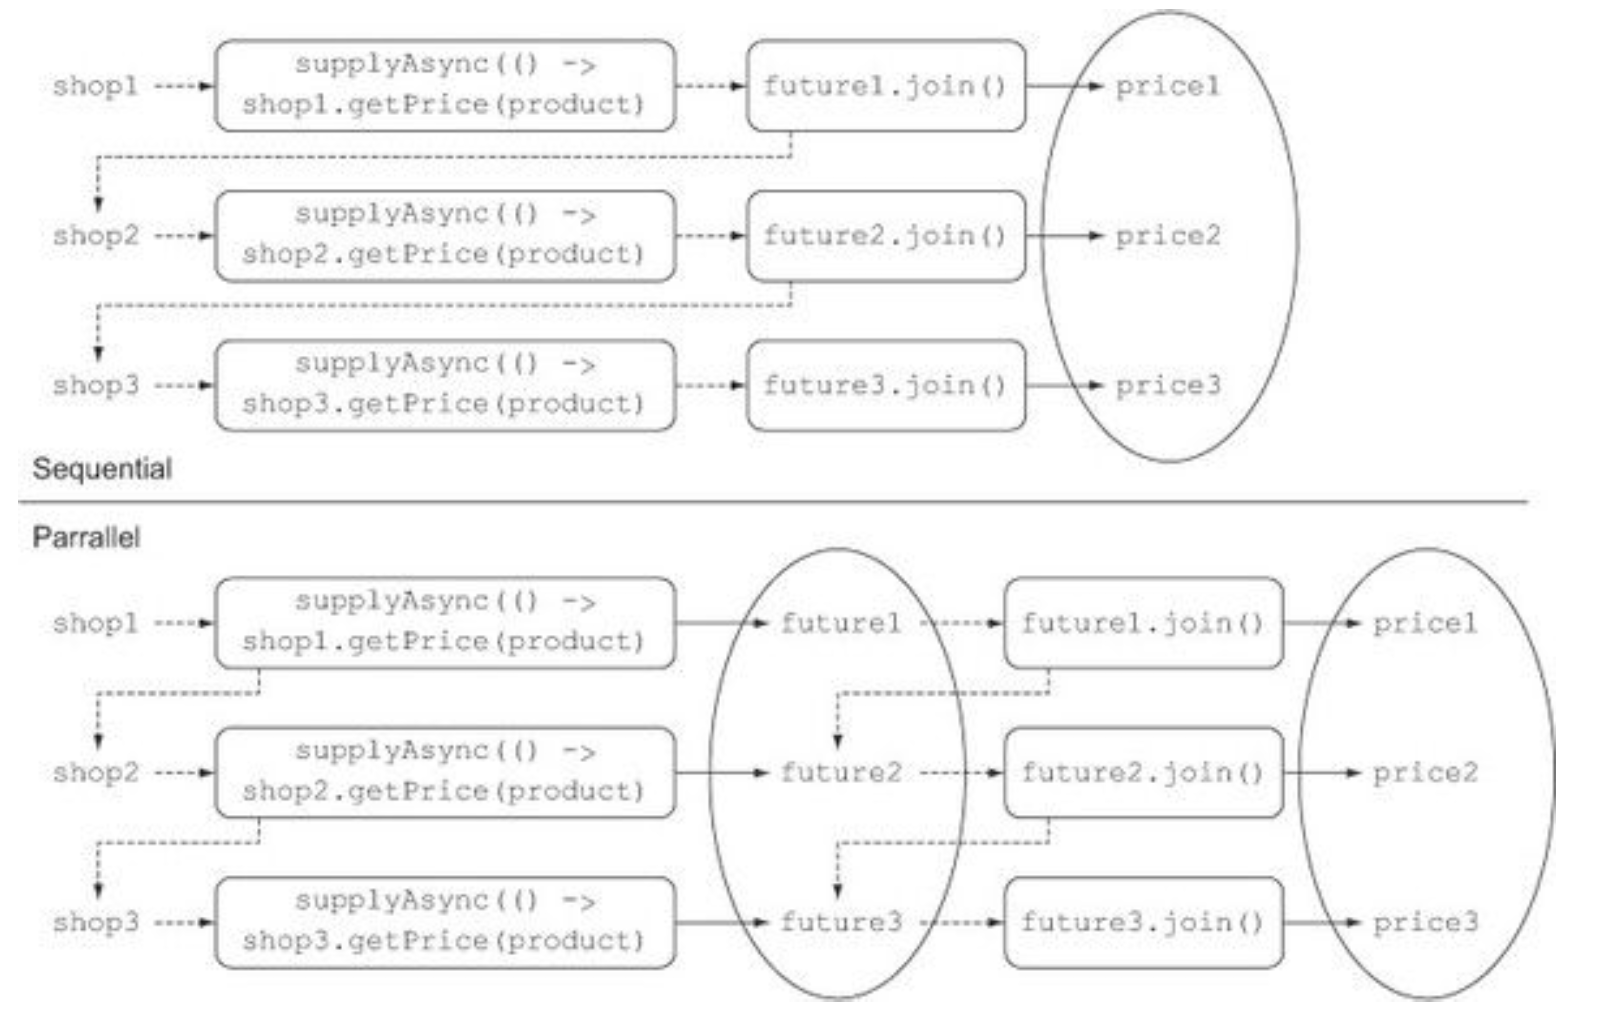 shop1
supplyAsync(() ->
shop1.getPrice(product)
future1.join()
price1
shop2
supplyAsync(() ->
shop2.getPrice(product)
future2.join()
price2
shop3
supplyAsync(() ->
shop3.getPrice(product)
future3.join()
price3
Sequential
Parrallel
shop1
supplyAsync(() ->
shop1.getPrice(product)
future1
future1.join()
price1
shop2
supplyAsync(() ->
shop2.getPrice(product)
future2
future2.join()
price2
shop3
supplyAsync(() ->
shop3.getPrice(product)
future3
future3.join()
price3